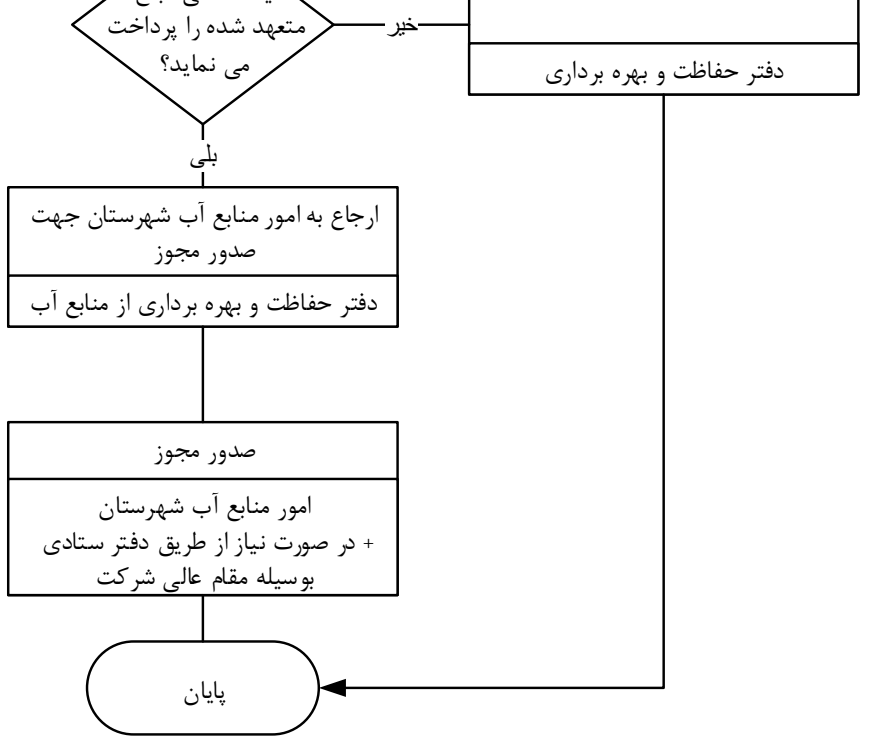 متعهد شده را پرداخت
می نماید؟
خیر
دفتر حفاظت و بهره برداری
بلی
ارجاع به امور منابع آب شهرستان جهت
صدور مجوز
دفتر حفاظت و بهره برداری از منابع آب
صدور مجوز
امور منابع آب شهرستان
+ در صورت نیاز از طریق دفتر ستادی
بوسیله مقام عالی شرکت
پایان